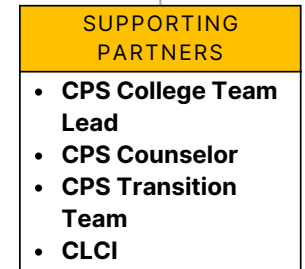 SUPPORTING
PARTNERS
• CPS College Team
Lead
• CPS Counselor
• CPS Transition
Team
• CLCI